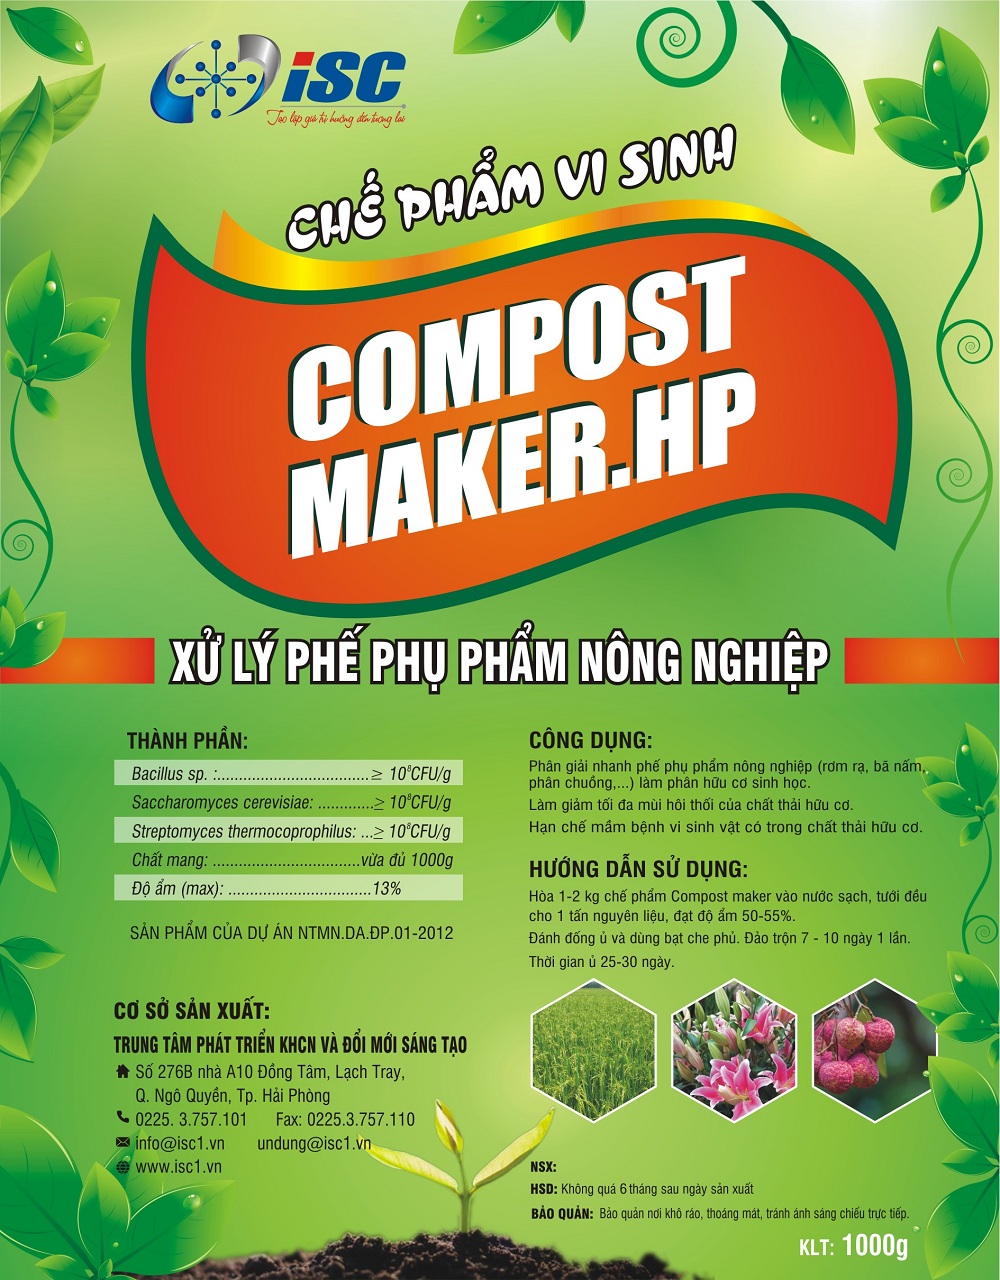 iSC
Tạo lập giá trị hướng đến tương lai
CHẾ PHẨM VI SINH
COMPOST
MAKER.HP
XỬ LÝ PHẾ PHỤ PHẨM NÔNG NGHIỆP
THÀNH PHẦN:
Bacillus sp. :..................................≥ 10⁸CFU/g
Saccharomyces cerevisiae: .............≥ 10⁸CFU/g
Streptomyces thermocoprophilus: ...≥ 10⁸CFU/g
Chất mang: ..................................vừa đủ 1000g
Độ ẩm (max): .................................13%
SẢN PHẨM CỦA DỰ ÁN NTMN.DA.ĐP.01-2012
CƠ SỞ SẢN XUẤT:
TRUNG TÂM PHÁT TRIỂN KHCN VÀ ĐỔI MỚI SÁNG TẠO
Số 276B nhà A10 Đồng Tâm, Lạch Tray,
Q. Ngô Quyền, Tp. Hải Phòng
0225. 3.757.101 Fax: 0225.3.757.110
info@isc1.vn undung@isc1.vn
www.isc1.vn
CÔNG DỤNG:
Phân giải nhanh phế phụ phẩm nông nghiệp (rơm rạ, bã nấm,
phân chuồng,...) làm phân hữu cơ sinh học.
Làm giảm tối đa mùi hôi thối của chất thải hữu cơ.
Hạn chế mầm bệnh vi sinh vật có trong chất thải hữu cơ.
HƯỚNG DẪN SỬ DỤNG:
Hòa 1-2 kg chế phẩm Compost maker vào nước sạch, tưới đều
cho 1 tấn nguyên liệu, đạt độ ẩm 50-55%.
Đánh đống ủ và dùng bạt che phủ. Đảo trộn 7 - 10 ngày 1 lần.
Thời gian ủ 25-30 ngày.
NSX:
HSD: Không quá 6 tháng sau ngày sản xuất
BẢO QUẢN: Bảo quản nơi khô ráo, thoáng mát, tránh ánh sáng chiếu trực tiếp.
KLT: 1000g